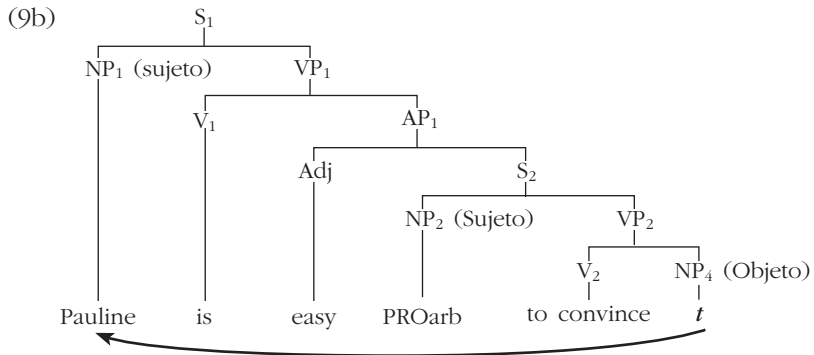 (9b)
S₁
NP₁ (sujeto) VP₁
V₁ AP₁
Adj S₂
NP₂ (Sujeto) VP₂
V₂ NP₄ (Objeto)
Pauline is easy PROarb to convince t